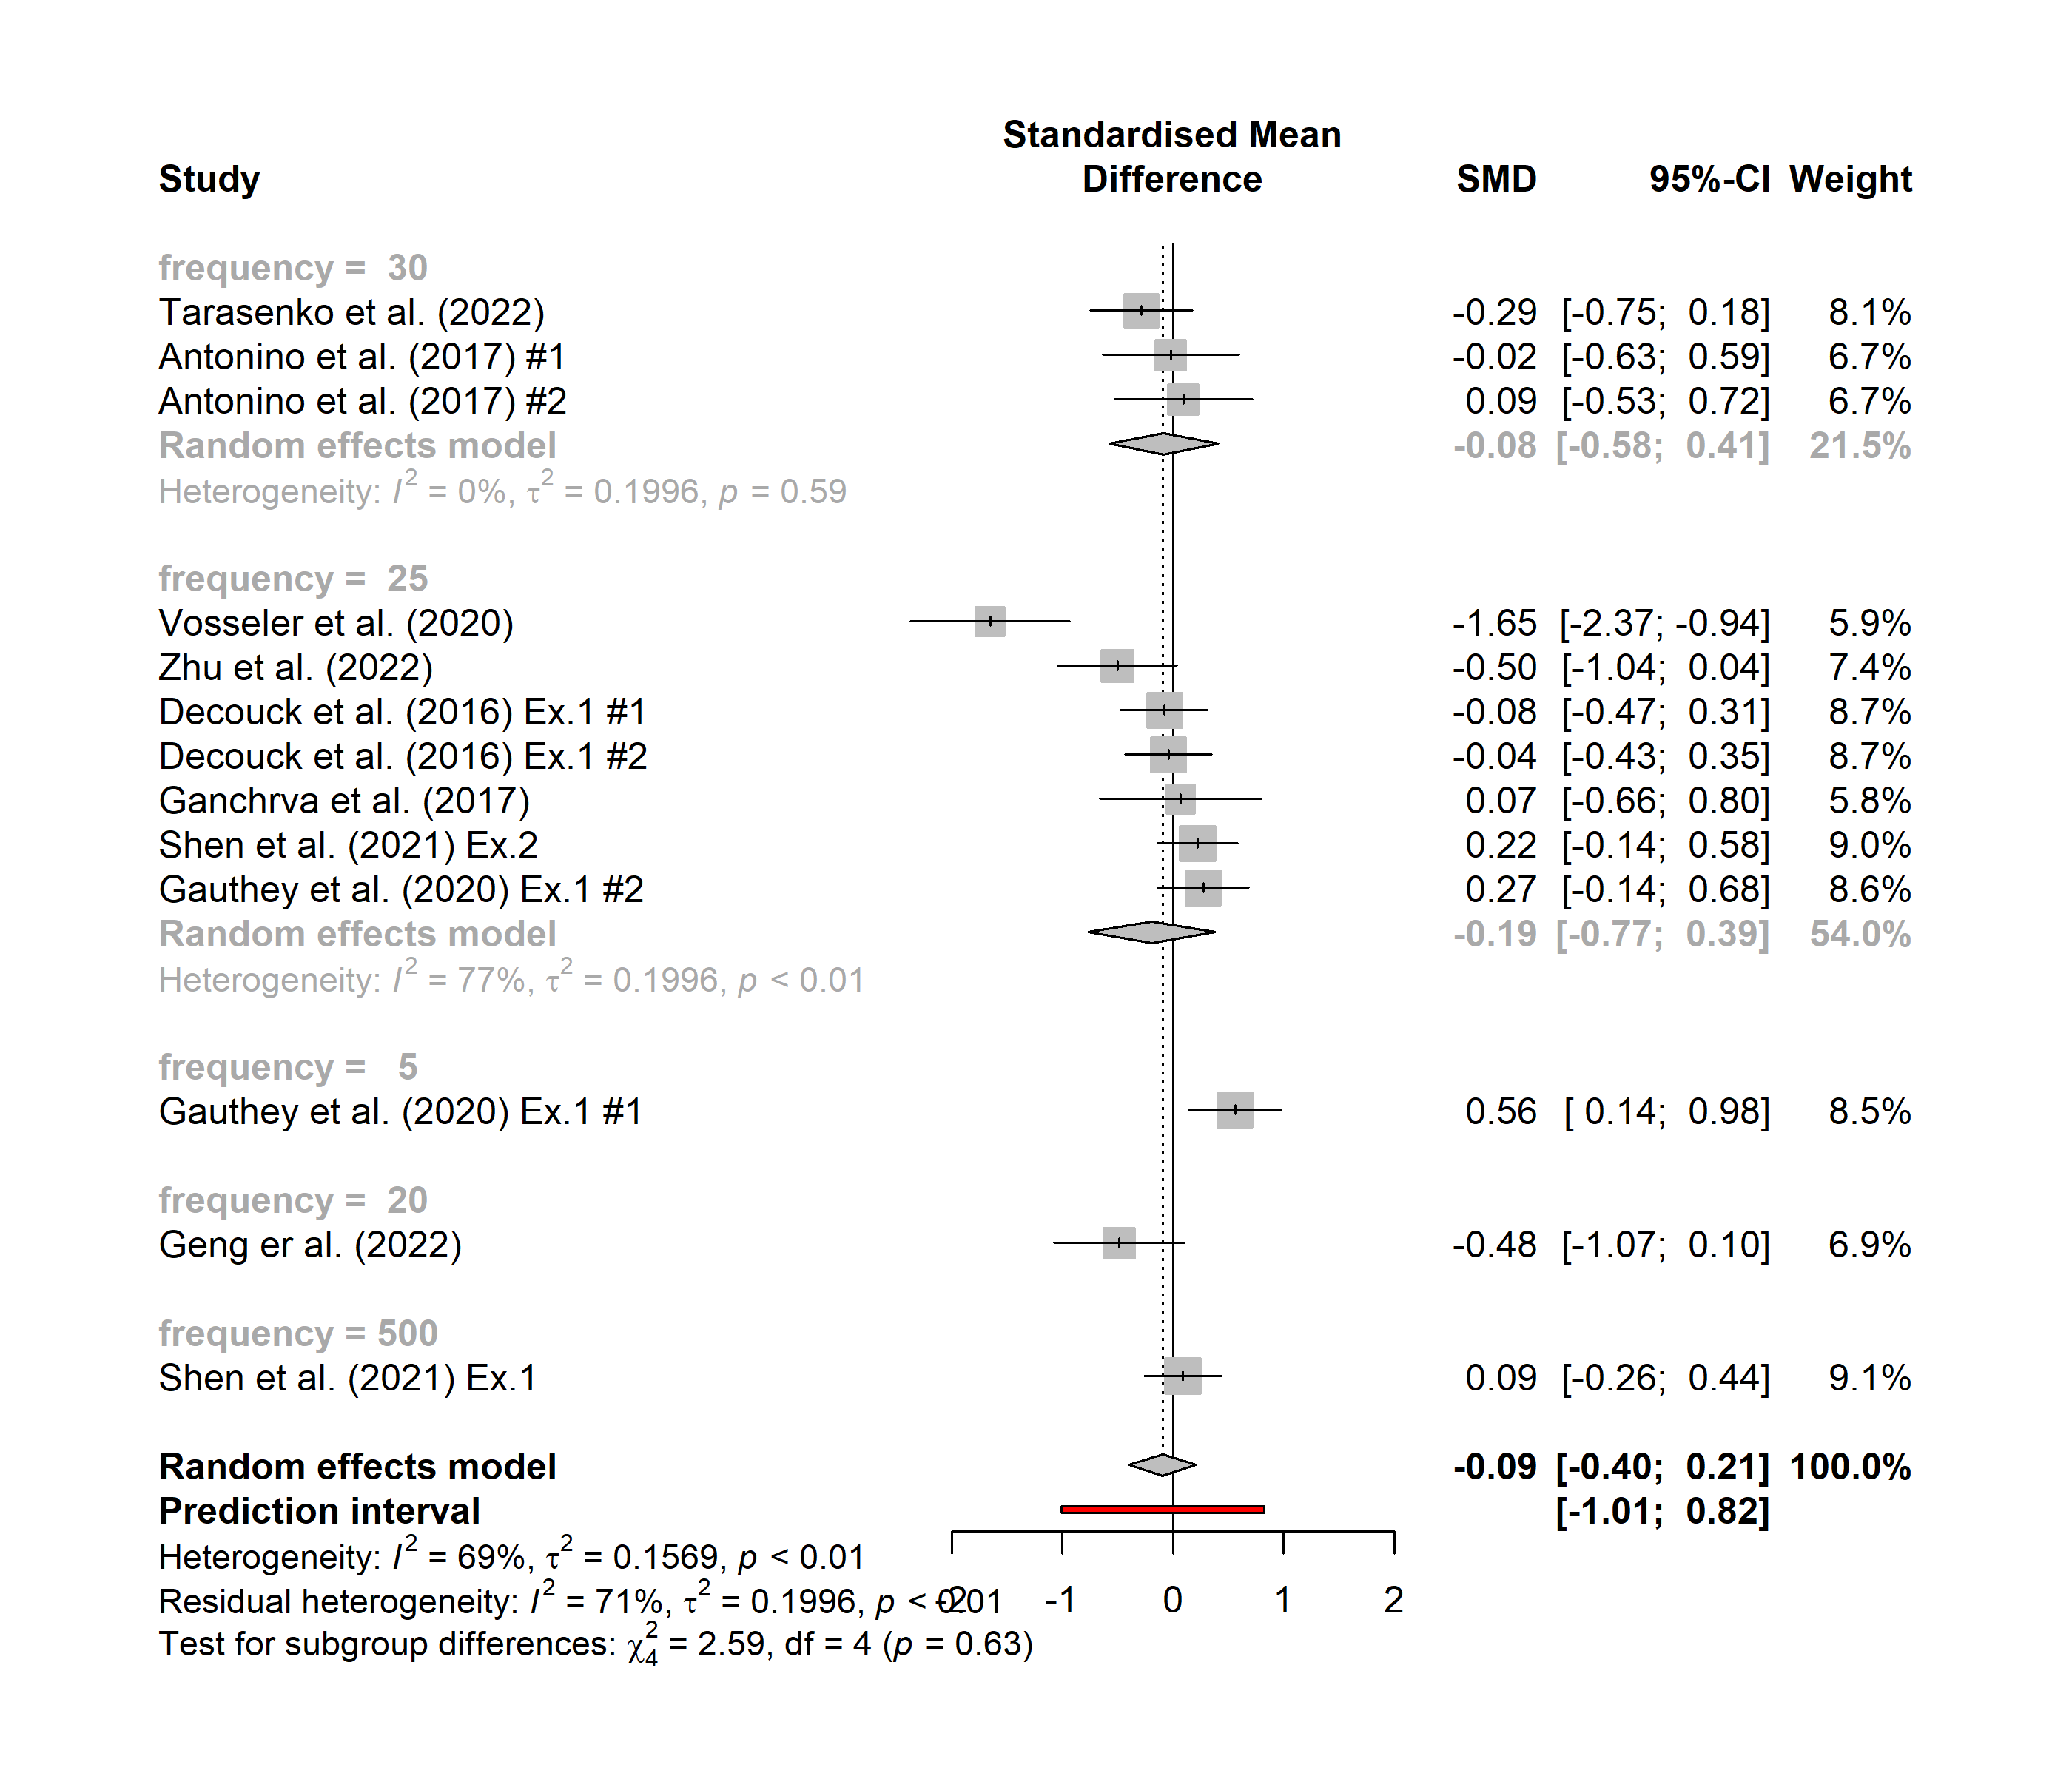 Standardised Mean
Study Difference SMD 95%-CI Weight
frequency = 30
Tarasenko et al. (2022) -0.29 [-0.75; 0.18] 8.1%
Antonino et al. (2017) #1 -0.02 [-0.63; 0.59] 6.7%
Antonino et al. (2017) #2 0.09 [-0.53; 0.72] 6.7%
Random effects model -0.08 [-0.58; 0.41] 21.5%
Heterogeneity: I² = 0%, τ² = 0.1996, p = 0.59
frequency = 25
Vosseler et al. (2020) -1.65 [-2.37; -0.94] 5.9%
Zhu et al. (2022) -0.50 [-1.04; 0.04] 7.4%
Decouck et al. (2016) Ex.1 #1 -0.08 [-0.47; 0.31] 8.7%
Decouck et al. (2016) Ex.1 #2 -0.04 [-0.43; 0.35] 8.7%
Ganchrva et al. (2017) 0.07 [-0.66; 0.80] 5.8%
Shen et al. (2021) Ex.2 0.22 [-0.14; 0.58] 9.0%
Gauthey et al. (2020) Ex.1 #2 0.27 [-0.14; 0.68] 8.6%
Random effects model -0.19 [-0.77; 0.39] 54.0%
Heterogeneity: I² = 77%, τ² = 0.1996, p < 0.01
frequency = 5
Gauthey et al. (2020) Ex.1 #1 0.56 [ 0.14; 0.98] 8.5%
frequency = 20
Geng er al. (2022) -0.48 [-1.07; 0.10] 6.9%
frequency = 500
Shen et al. (2021) Ex.1 0.09 [-0.26; 0.44] 9.1%
Random effects model -0.09 [-0.40; 0.21] 100.0%
Prediction interval [-1.01; 0.82]
Heterogeneity: I² = 69%, τ² = 0.1569, p < 0.01
Residual heterogeneity: I² = 71%, τ² = 0.1996, p < 0.01
-2 -1 0 1 2
Test for subgroup differences: χ²₄ = 2.59, df = 4 (p = 0.63)